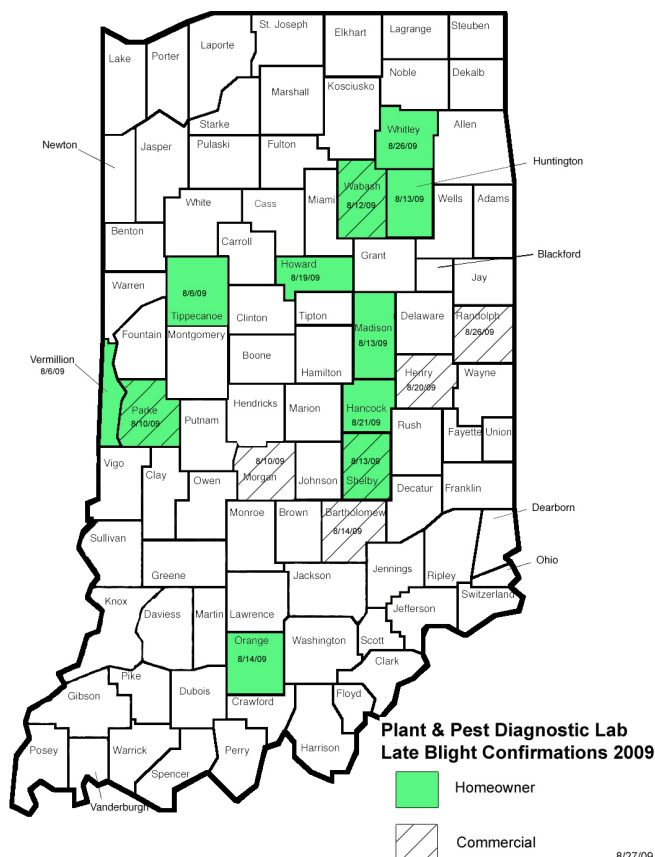 St. Joseph
Elkhart
Lagrange
Steuben
Lake
Porter
Laporte
Noble
Dekalb
Kosciusko
Marshall
Starke
Whitley
8/26/09
Allen
Newton
Jasper
Pulaski
Fulton
Huntington
Wabash
8/12/09
8/13/09
Miami
Wells
Adams
White
Cass
Benton
Carroll
Grant
Blackford
Howard
8/19/09
Jay
Warren
8/6/09
Tippecanoe
Clinton
Tipton
Madison
8/13/09
Delaware
Randolph
8/26/09
Fountain
Montgomery
Boone
Hamilton
Vermillion
8/6/09
Henry
8/20/09
Wayne
Parke
8/10/09
Putnam
Hendricks
Marion
Hancock
8/21/09
Rush
Fayette
Union
Vigo
Clay
Owen
8/10/09
Morgan
Johnson
8/13/09
Shelby
Decatur
Franklin
Monroe
Brown
Bartholomew
8/14/09
Dearborn
Sullivan
Greene
Jackson
Jennings
Ripley
Ohio
Switzerland
Knox
Daviess
Martin
Lawrence
Jefferson
Orange
8/14/09
Washington
Scott
Clark
Gibson
Pike
Dubois
Crawford
Floyd
Harrison
Posey
Warrick
Spencer
Perry
Vanderburgh
Plant & Pest Diagnostic Lab
Late Blight Confirmations 2009
Homeowner
Commercial
8/27/09